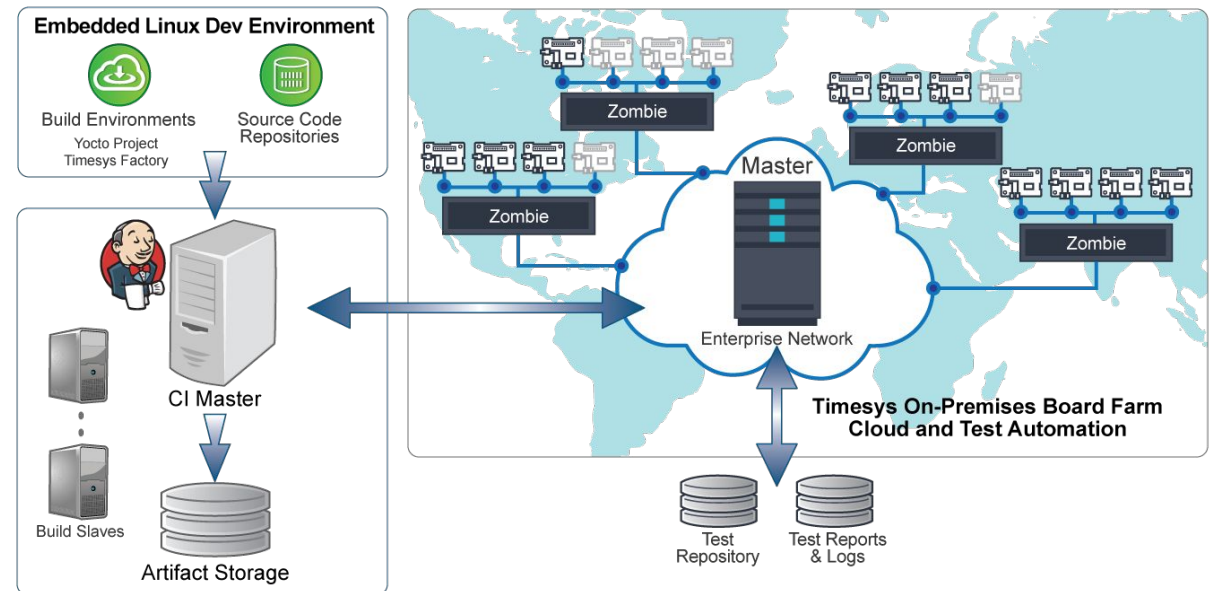 Embedded Linux Dev Environment
Build Environments
Yocto Project
Timesys Factory
Source Code
Repositories
CI Master
Build Slaves
Artifact Storage
Zombie
Zombie
Zombie
Zombie
Master
Enterprise Network
Timesys On-Premises Board Farm
Cloud and Test Automation
Test
Repository
Test Reports
& Logs